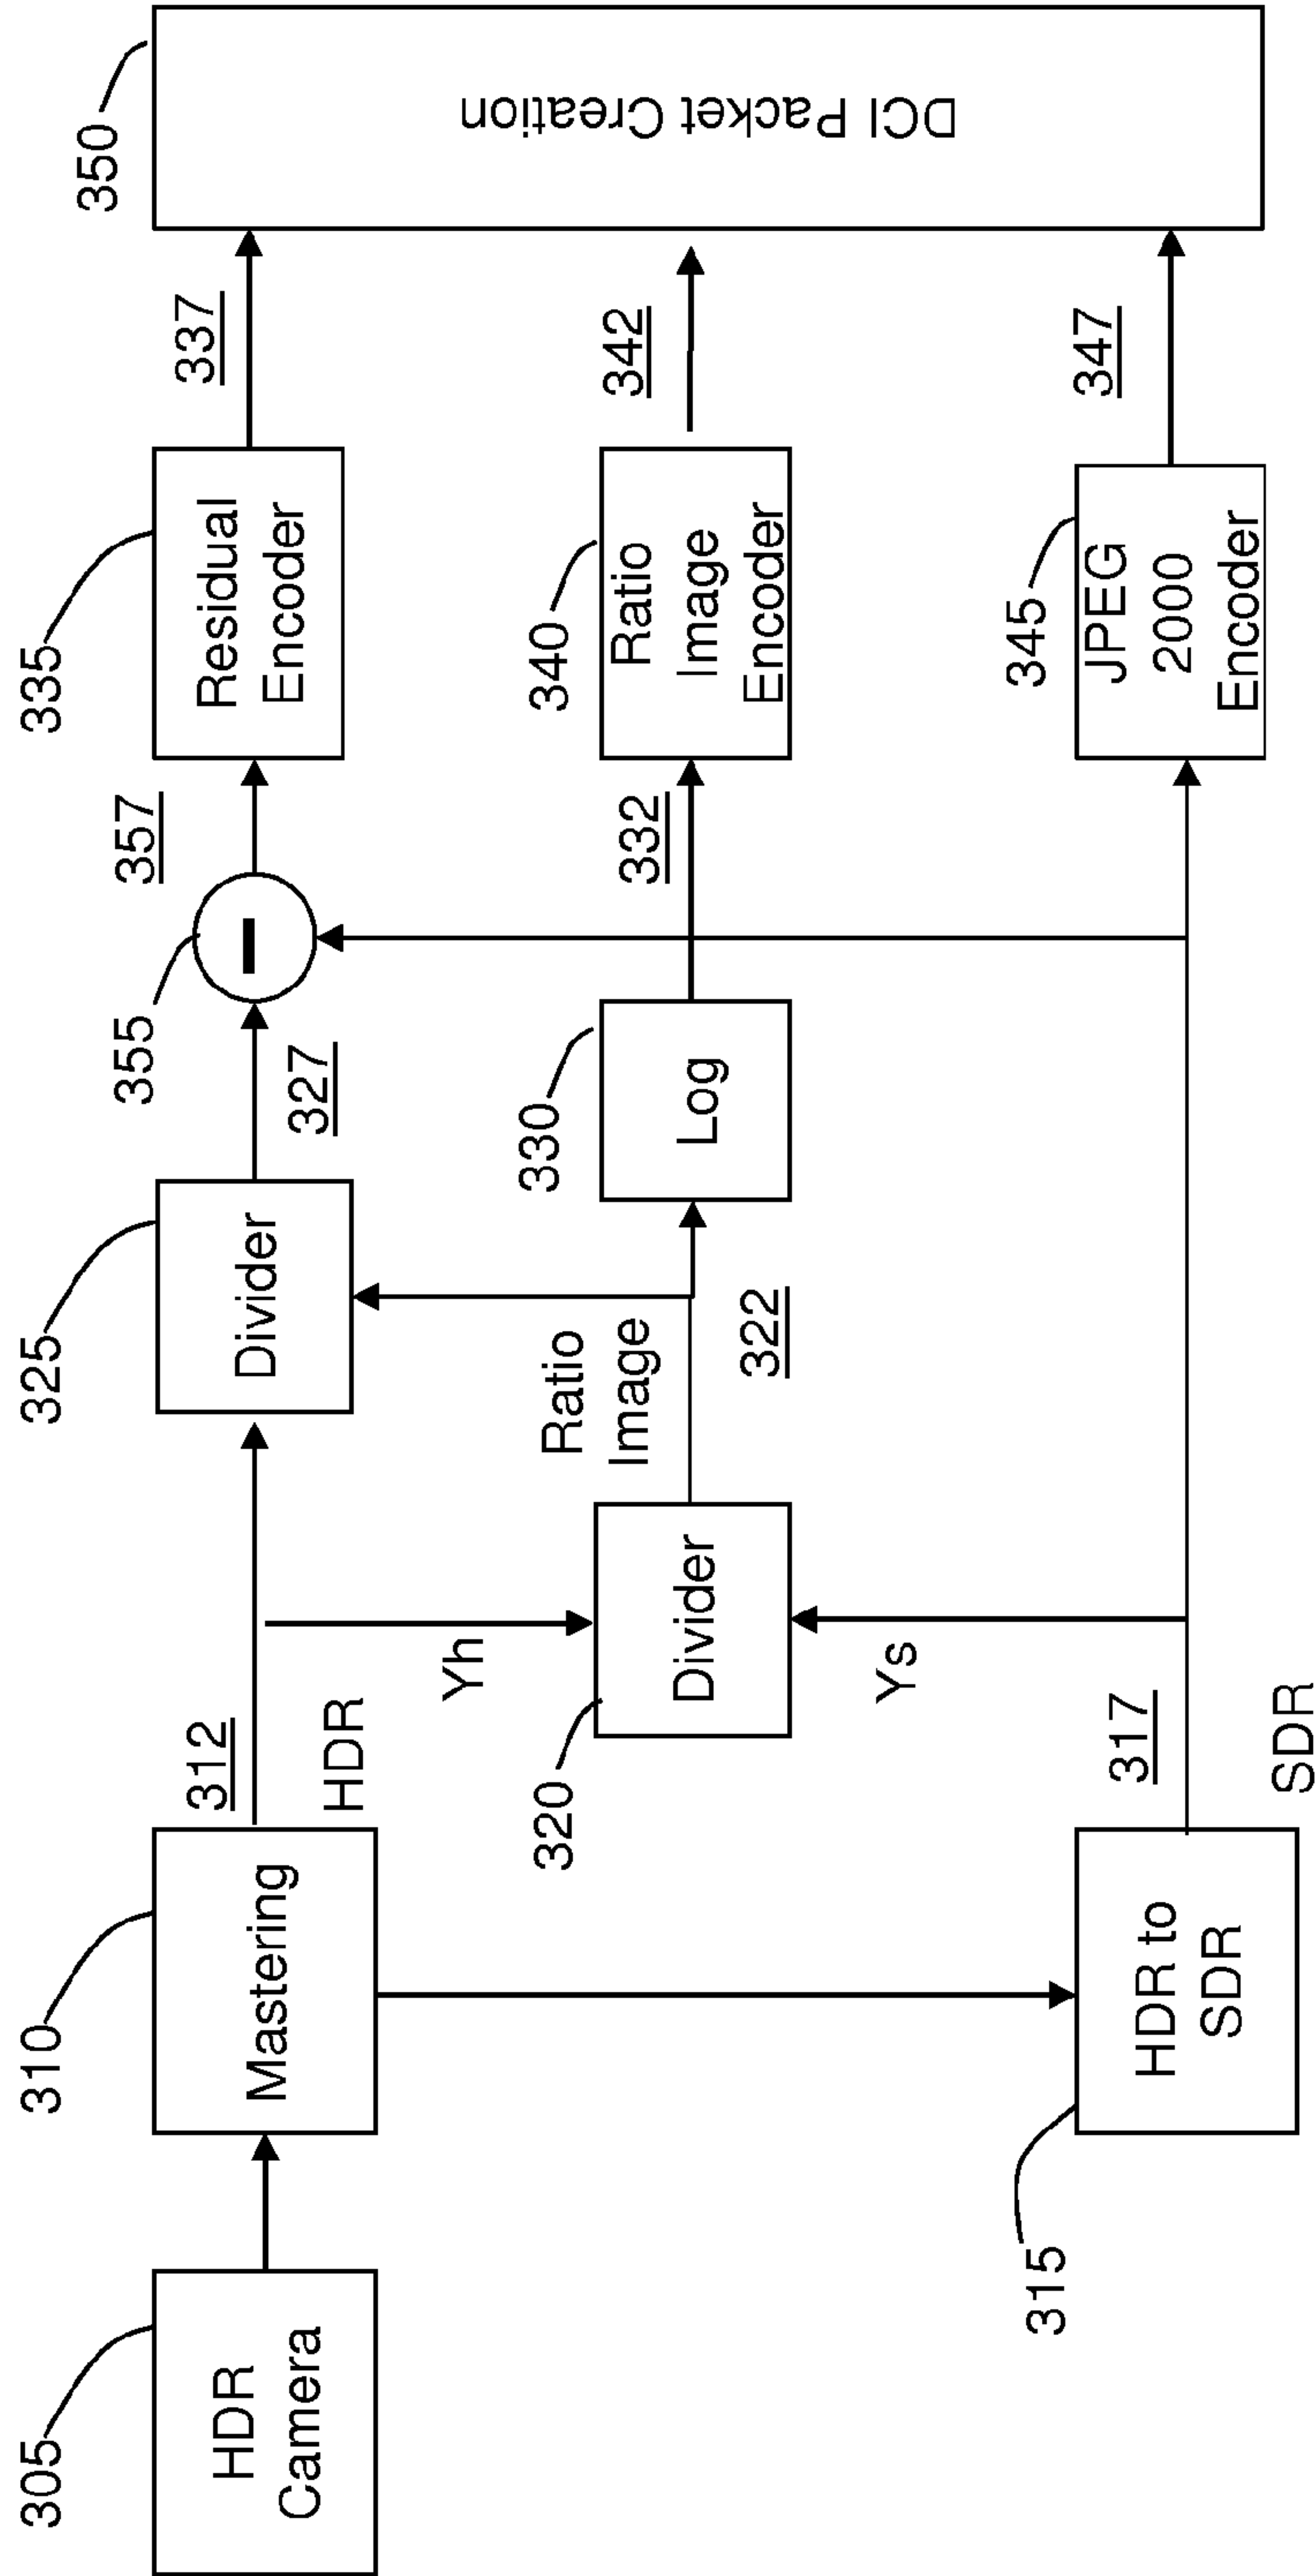 305
HDR
Camera
310
Mastering
312
HDR
315
HDR to
SDR
317
SDR
Yh
Ys
320
Divider
Ratio
Image
322
325
Divider
327
330
Log
332
355
357
335
Residual
Encoder
337
340
Ratio
Image
Encoder
342
345
JPEG
2000
Encoder
347
350
DCI Packet Creation